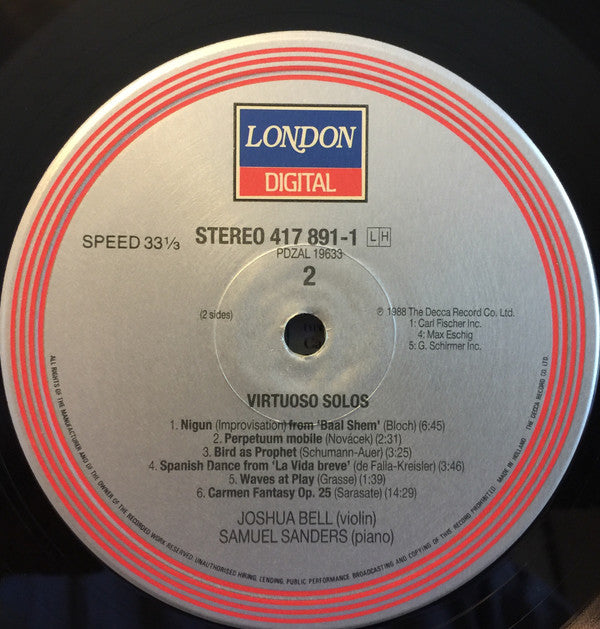 LONDON
DIGITAL
SPEED 33 1/3
STEREO 417 891-1 LH
PDZAL 19633
2
(2 sides)
℗ 1988 The Decca Record Co. Ltd.
1: Carl Fischer Inc.
4: Max Eschig
5: G. Schirmer Inc.
VIRTUOSO SOLOS
1. Nigun (Improvisation) from 'Baal Shem' (Bloch) (6:45)
2. Perpetuum mobile (Novácek) (2:31)
3. Bird as Prophet (Schumann-Auer) (3:25)
4. Spanish Dance from 'La Vida breve' (de Falla-Kreisler) (3:46)
5. Waves at Play (Grasse) (1:39)
6. Carmen Fantasy Op. 25 (Sarasate) (14:29)
JOSHUA BELL (violin)
SAMUEL SANDERS (piano)
ALL RIGHTS OF THE MANUFACTURER AND OF THE OWNER OF THE RECORDED WORK RESERVED. UNAUTHORISED HIRING, LENDING, PUBLIC PERFORMANCE BROADCASTING AND COPYING OF THIS RECORD PROHIBITED. MADE IN HOLLAND. THE DECCA RECORD CO. LTD.